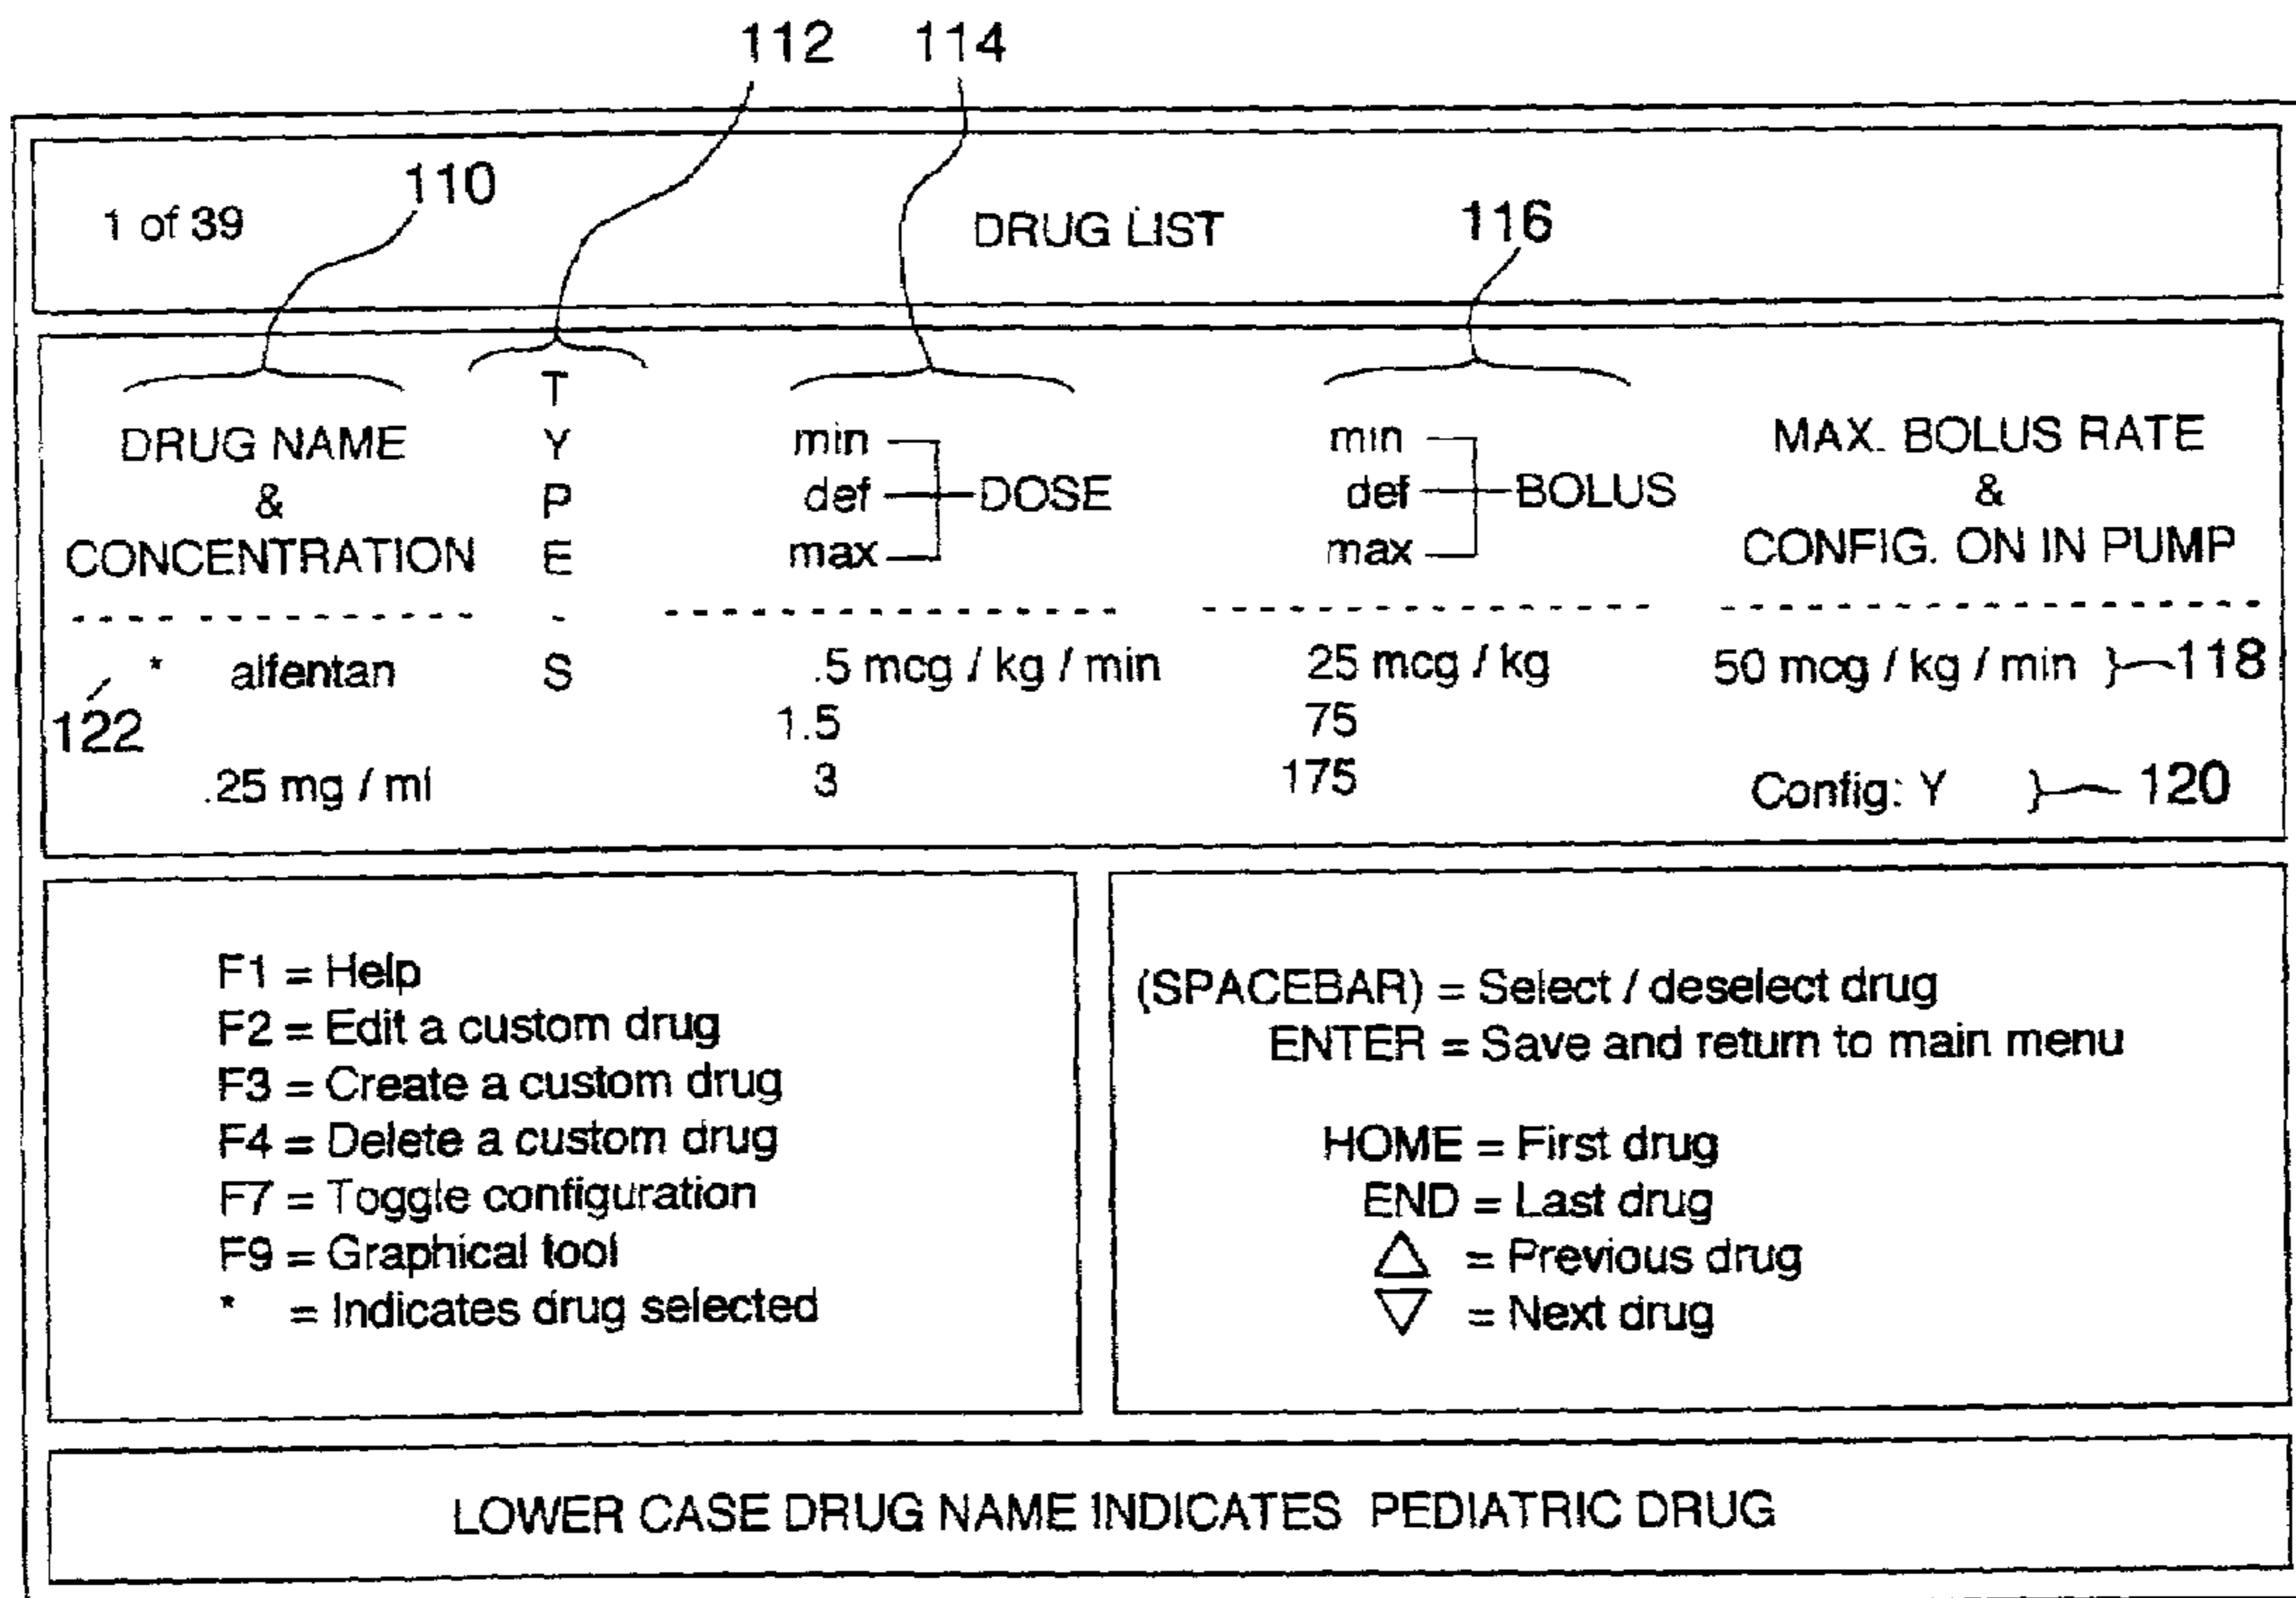 112 114
110
1 of 39 DRUG LIST 116
T
DRUG NAME Y min min MAX. BOLUS RATE
& P def DOSE def BOLUS &
CONCENTRATION E max max CONFIG. ON IN PUMP
* alfentan S .5 mcg / kg / min 25 mcg / kg 50 mcg / kg / min 118
122 1.5 75
.25 mg / ml 3 175 Config: Y 120
F1 = Help
F2 = Edit a custom drug
F3 = Create a custom drug
F4 = Delete a custom drug
F7 = Toggle configuration
F9 = Graphical tool
* = Indicates drug selected
(SPACEBAR) = Select / deselect drug
ENTER = Save and return to main menu
HOME = First drug
END = Last drug
△ = Previous drug
▽ = Next drug
LOWER CASE DRUG NAME INDICATES PEDIATRIC DRUG